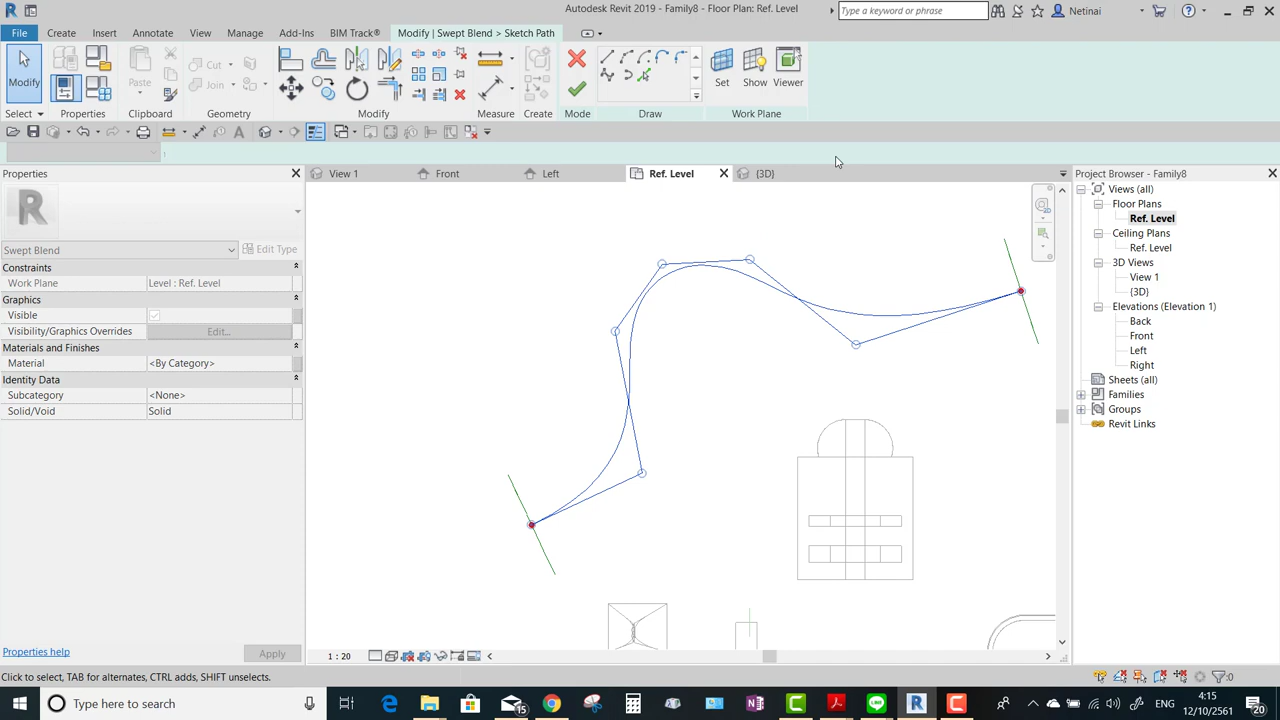 Autodesk Revit 2019 - Family8 - Floor Plan: Ref. Level
Type a keyword or phrase
Netinai
File
Create
Insert
Annotate
View
Manage
Add-Ins
BIM Track®
Modify | Swept Blend > Sketch Path
Modify
Paste
Cut
Join
Set
Show
Viewer
Select
Properties
Clipboard
Geometry
Modify
Measure
Create
Mode
Draw
Work Plane
Properties
View 1
Front
Left
Ref. Level
{3D}
Project Browser - Family8
Swept Blend
Edit Type
Constraints
Work Plane
Level : Ref. Level
Graphics
Visible
Visibility/Graphics Overrides
Edit...
Materials and Finishes
Material
<By Category>
Identity Data
Subcategory
<None>
Solid/Void
Solid
Views (all)
Floor Plans
Ref. Level
Ceiling Plans
Ref. Level
3D Views
View 1
{3D}
Elevations (Elevation 1)
Back
Front
Left
Right
Sheets (all)
Families
Groups
Revit Links
Properties help
Apply
1 : 20
Click to select, TAB for alternates, CTRL adds, SHIFT unselects.
:0
Type here to search
15
4:15
12/10/2561
20